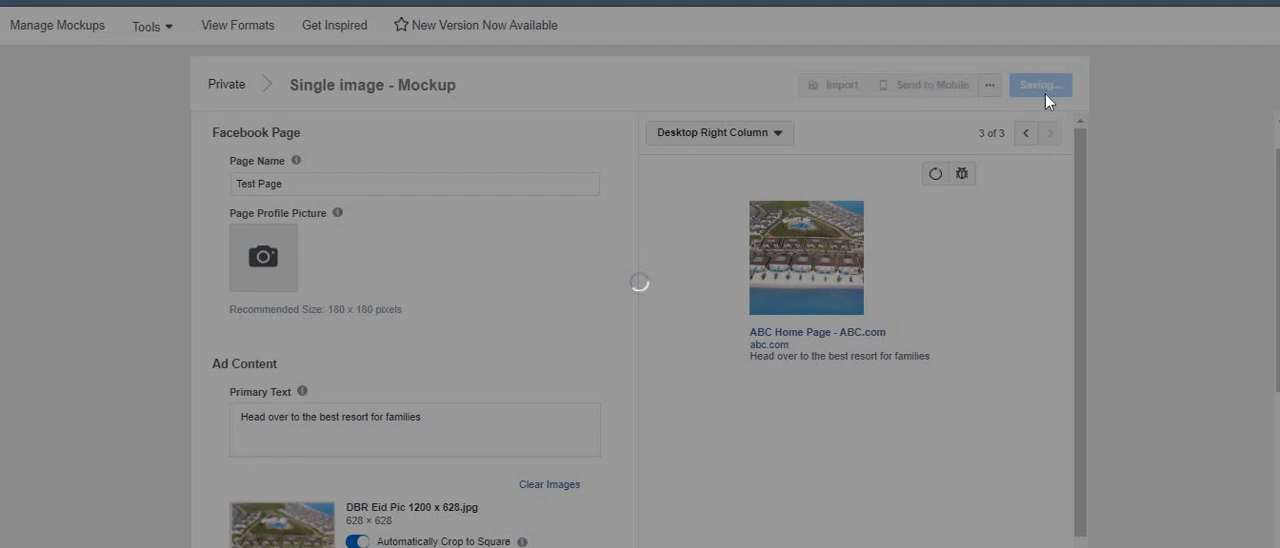 Manage Mockups
Tools
View Formats
Get Inspired
New Version Now Available
Private
Single image - Mockup
Import
Send to Mobile
...
Saving...
Facebook Page
Page Name
Test Page
Page Profile Picture
Recommended Size: 180 x 180 pixels
Ad Content
Primary Text
Head over to the best resort for families
Clear Images
DBR Eid Pic 1200 x 628.jpg
628 × 628
Automatically Crop to Square
Desktop Right Column
3 of 3
ABC Home Page - ABC.com
abc.com
Head over to the best resort for families